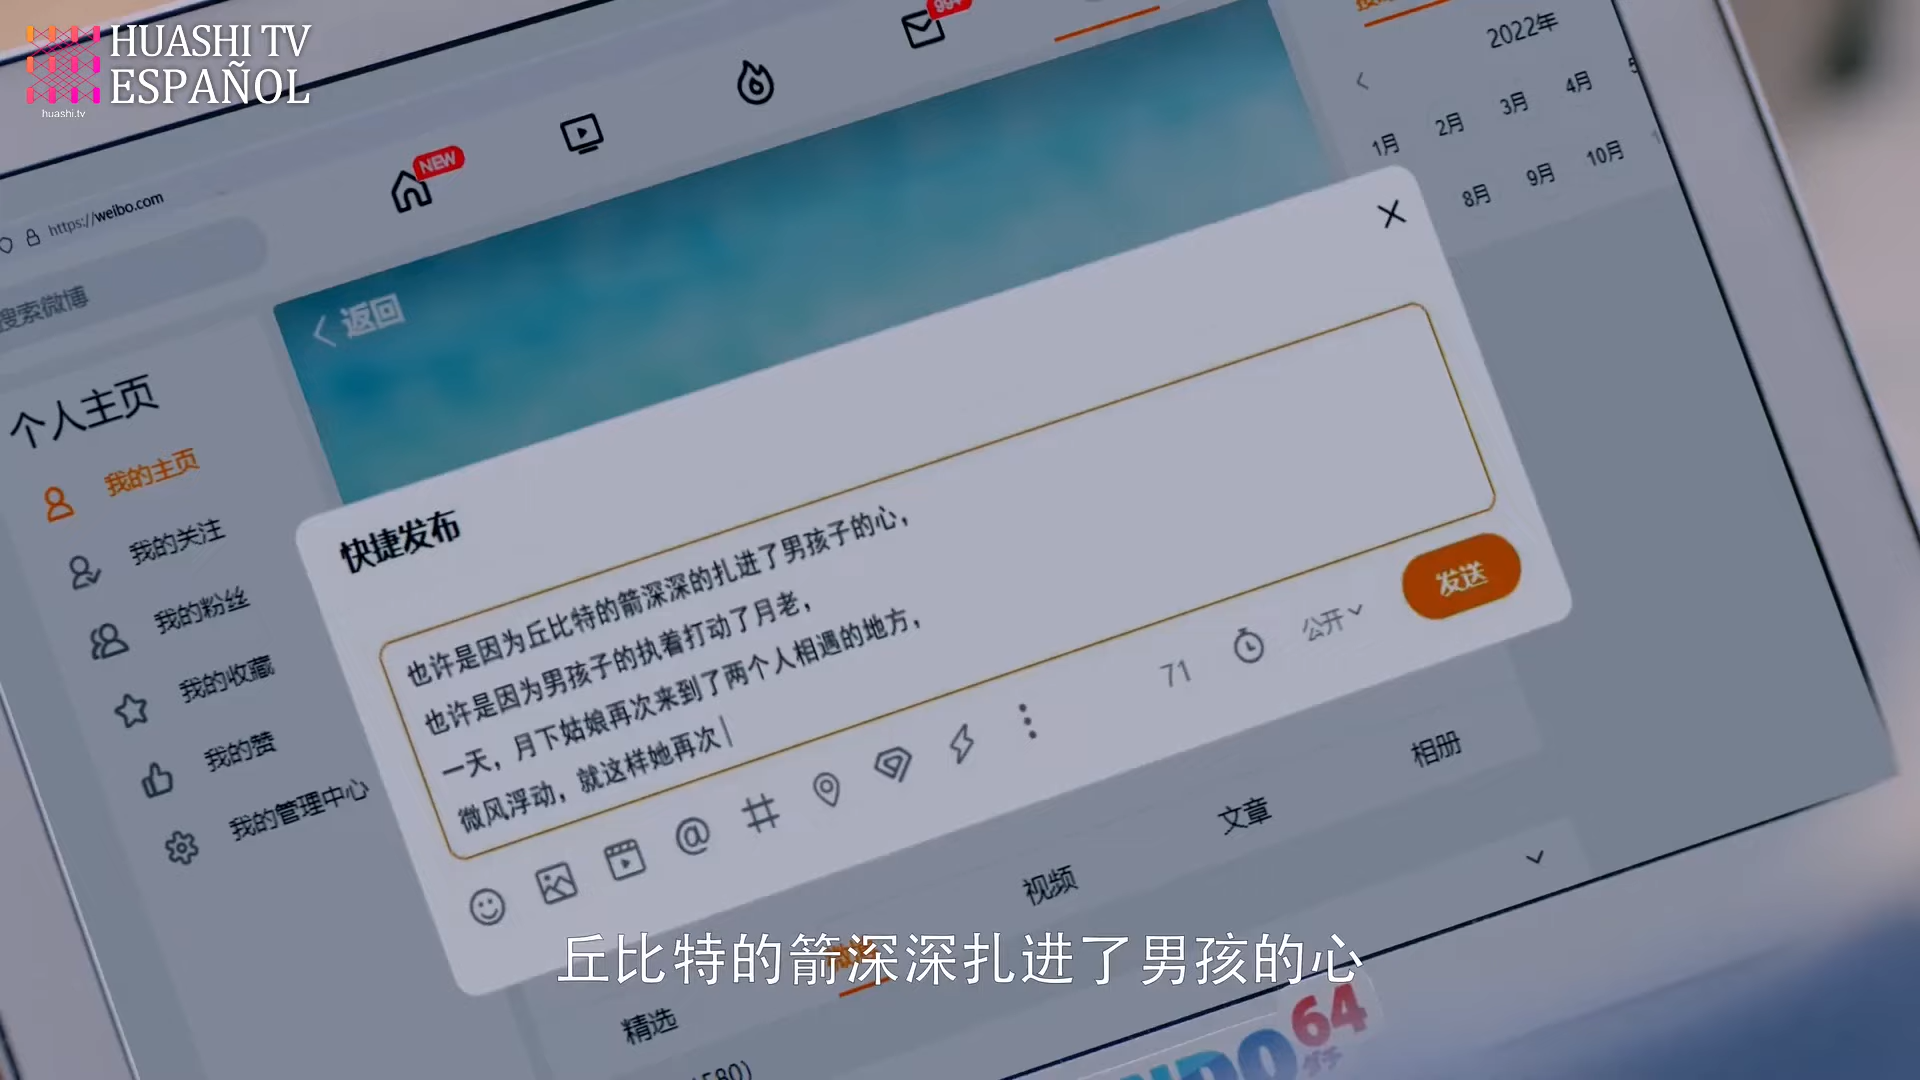 HUASHI TV
ESPAÑOL
huashi.tv
99+
2022年
1月
2月
3月
4月
8月
9月
10月
NEW
https://weibo.com
搜索微博
返回
个人主页
我的主页
我的关注
我的粉丝
我的收藏
我的赞
我的管理中心
快捷发布
也许是因为丘比特的箭深深的扎进了男孩子的心，
也许是因为男孩子的执着打动了月老，
一天，月下姑娘再次来到了两个人相遇的地方，
微风浮动，就这样她再次
71
公开
发送
精选
视频
文章
相册
丘比特的箭深深扎进了男孩的心
64